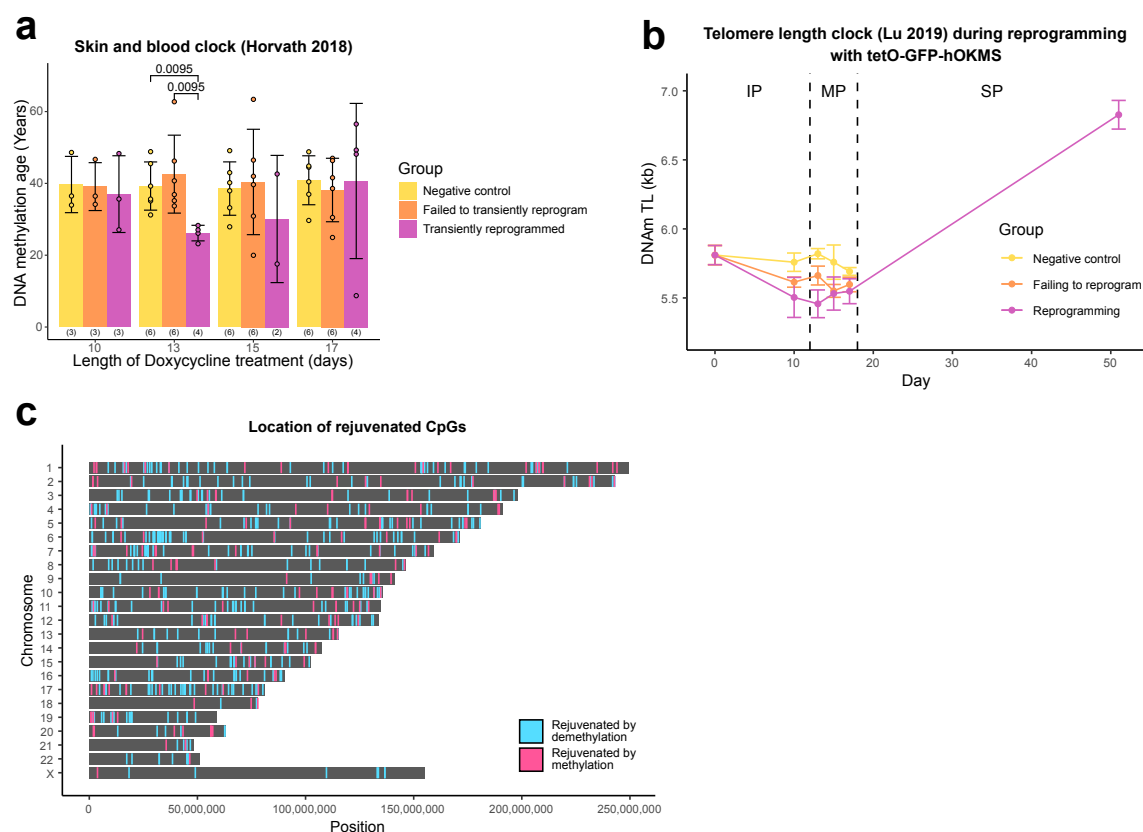 a
Skin and blood clock (Horvath 2018)
0.0095
0.0095
DNA methylation age (Years)
60
40
20
0
(3) (3) (3) (6) (6) (4) (6) (6) (2) (6) (6) (4)
10 13 15 17
Length of Doxycycline treatment (days)
Group
Negative control
Failed to transiently reprogram
Transiently reprogrammed
b
Telomere length clock (Lu 2019) during reprogramming
with tetO-GFP-hOKMS
IP MP SP
DNAm TL (kb)
7.0
6.5
6.0
5.5
0 10 20 30 40 50
Day
Group
Negative control
Failing to reprogram
Reprogramming
c
Location of rejuvenated CpGs
Chromosome
1
2
3
4
5
6
7
8
9
10
11
12
13
14
15
16
17
18
19
20
21
22
X
0 50,000,000 100,000,000 150,000,000 200,000,000 250,000,000
Position
Rejuvenated by
demethylation
Rejuvenated by
methylation